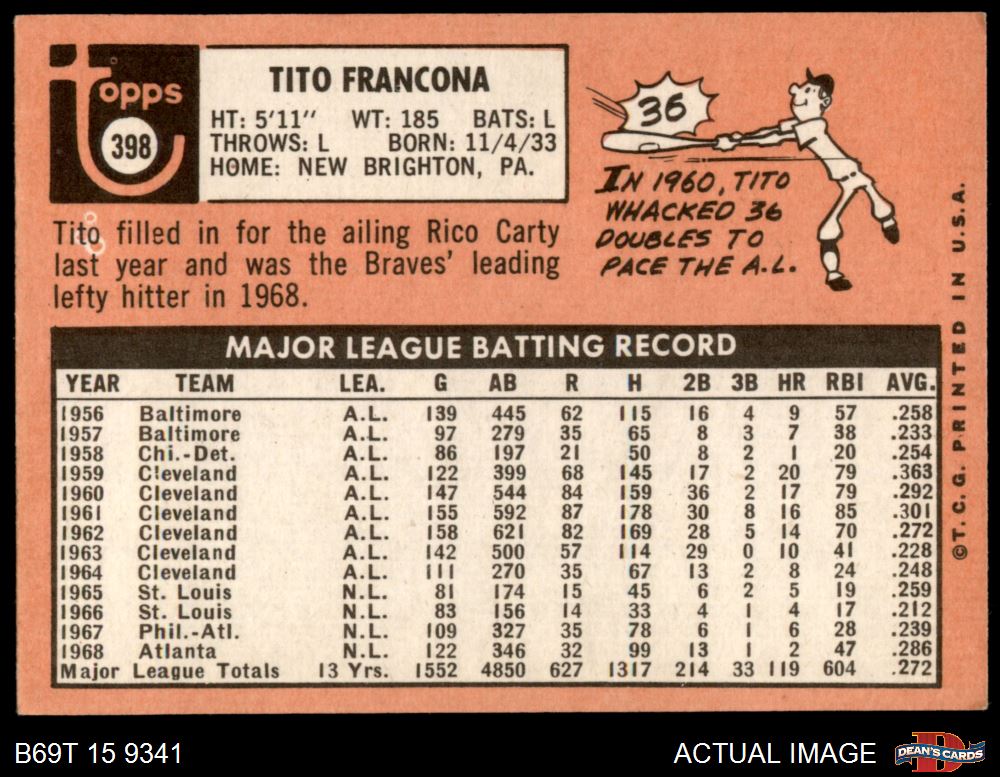 Topps
398
TITO FRANCONA
HT: 5'11" WT: 185 BATS: L
THROWS: L BORN: 11/4/33
HOME: NEW BRIGHTON, PA.
36
IN 1960, TITO
WHACKED 36
DOUBLES TO
PACE THE A.L.
Tito filled in for the ailing Rico Carty
last year and was the Braves' leading
lefty hitter in 1968.
MAJOR LEAGUE BATTING RECORD
YEAR TEAM LEA. G AB R H 2B 3B HR RBI AVG.
1956 Baltimore A.L. 139 445 62 115 16 4 9 57 .258
1957 Baltimore A.L. 97 279 35 65 8 3 7 38 .233
1958 Chi.-Det. A.L. 86 197 21 50 8 2 1 20 .254
1959 Cleveland A.L. 122 399 68 145 17 2 20 79 .363
1960 Cleveland A.L. 147 544 84 159 36 2 17 79 .292
1961 Cleveland A.L. 155 592 87 178 30 8 16 85 .301
1962 Cleveland A.L. 158 621 82 169 28 5 14 70 .272
1963 Cleveland A.L. 142 500 57 114 29 0 10 41 .228
1964 Cleveland A.L. 111 270 35 67 13 2 8 24 .248
1965 St. Louis N.L. 81 174 15 45 6 2 5 19 .259
1966 St. Louis N.L. 83 156 14 33 4 1 4 17 .212
1967 Phil.-Atl. N.L. 109 327 35 78 6 1 6 28 .239
1968 Atlanta N.L. 122 346 32 99 13 1 2 47 .286
Major League Totals 13 Yrs. 1552 4850 627 1317 214 33 119 604 .272
©T.C.G. PRINTED IN U.S.A.
B69T 15 9341
ACTUAL IMAGE
D
DEAN'S CARDS